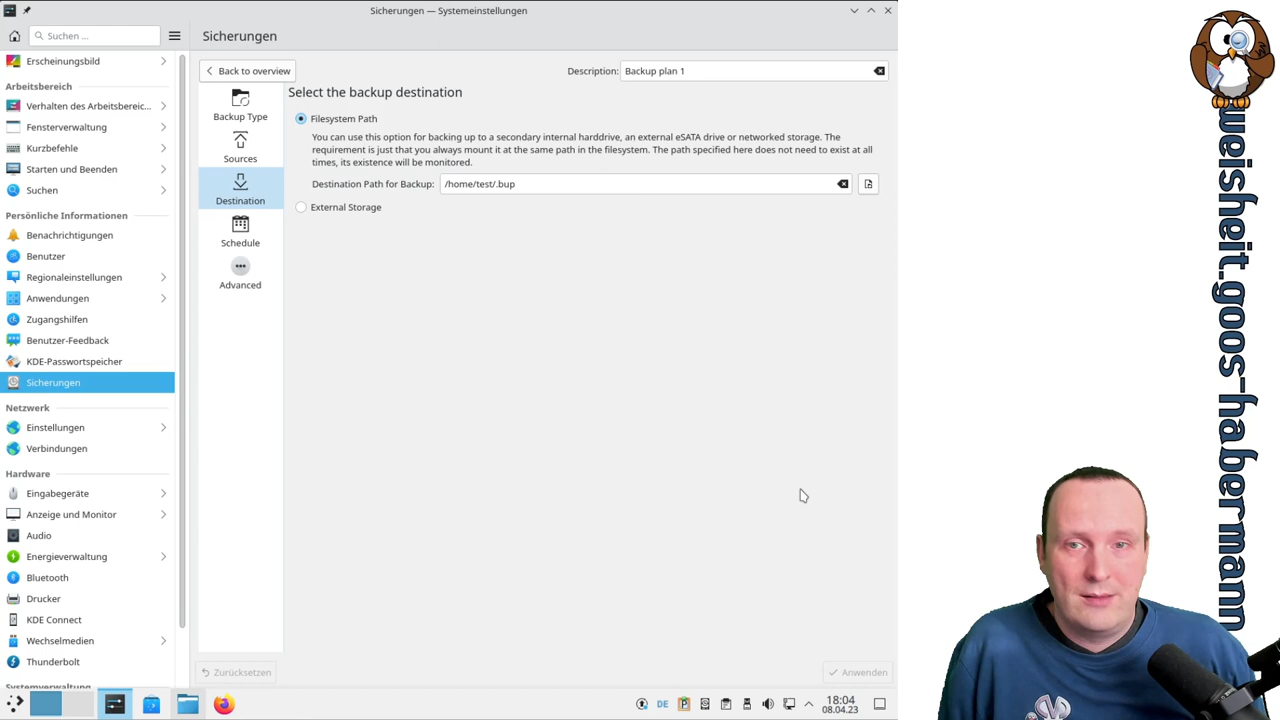 Sicherungen — Systemeinstellungen
Suchen ...
Sicherungen
Erscheinungsbild
Arbeitsbereich
Verhalten des Arbeitsbereic...
Fensterverwaltung
Kurzbefehle
Starten und Beenden
Suchen
Persönliche Informationen
Benachrichtigungen
Benutzer
Regionaleinstellungen
Anwendungen
Zugangshilfen
Benutzer-Feedback
KDE-Passwortspeicher
Sicherungen
Netzwerk
Einstellungen
Verbindungen
Hardware
Eingabegeräte
Anzeige und Monitor
Audio
Energieverwaltung
Bluetooth
Drucker
KDE Connect
Wechselmedien
Thunderbolt
Systemverwaltung
Back to overview
Description: Backup plan 1
Backup Type
Sources
Destination
Schedule
Advanced
Select the backup destination
Filesystem Path
You can use this option for backing up to a secondary internal harddrive, an external eSATA drive or networked storage. The
requirement is just that you always mount it at the same path in the filesystem. The path specified here does not need to exist at all
times, its existence will be monitored.
Destination Path for Backup: /home/test/.bup
External Storage
Zurücksetzen
Anwenden
DE
18:04
08.04.23
weisheit.goos-habermann